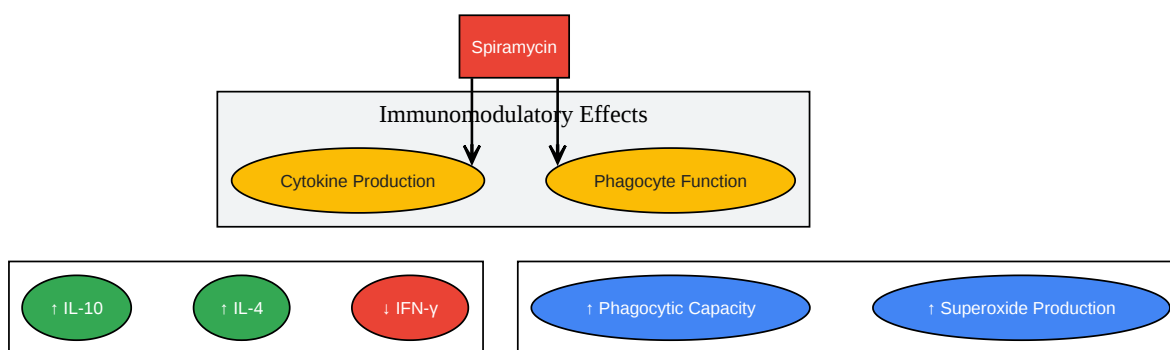 Spiramycin
Immunomodulatory Effects
Cytokine Production
Phagocyte Function
↑ IL-10
↑ IL-4
↓ IFN-γ
↑ Phagocytic Capacity
↑ Superoxide Production